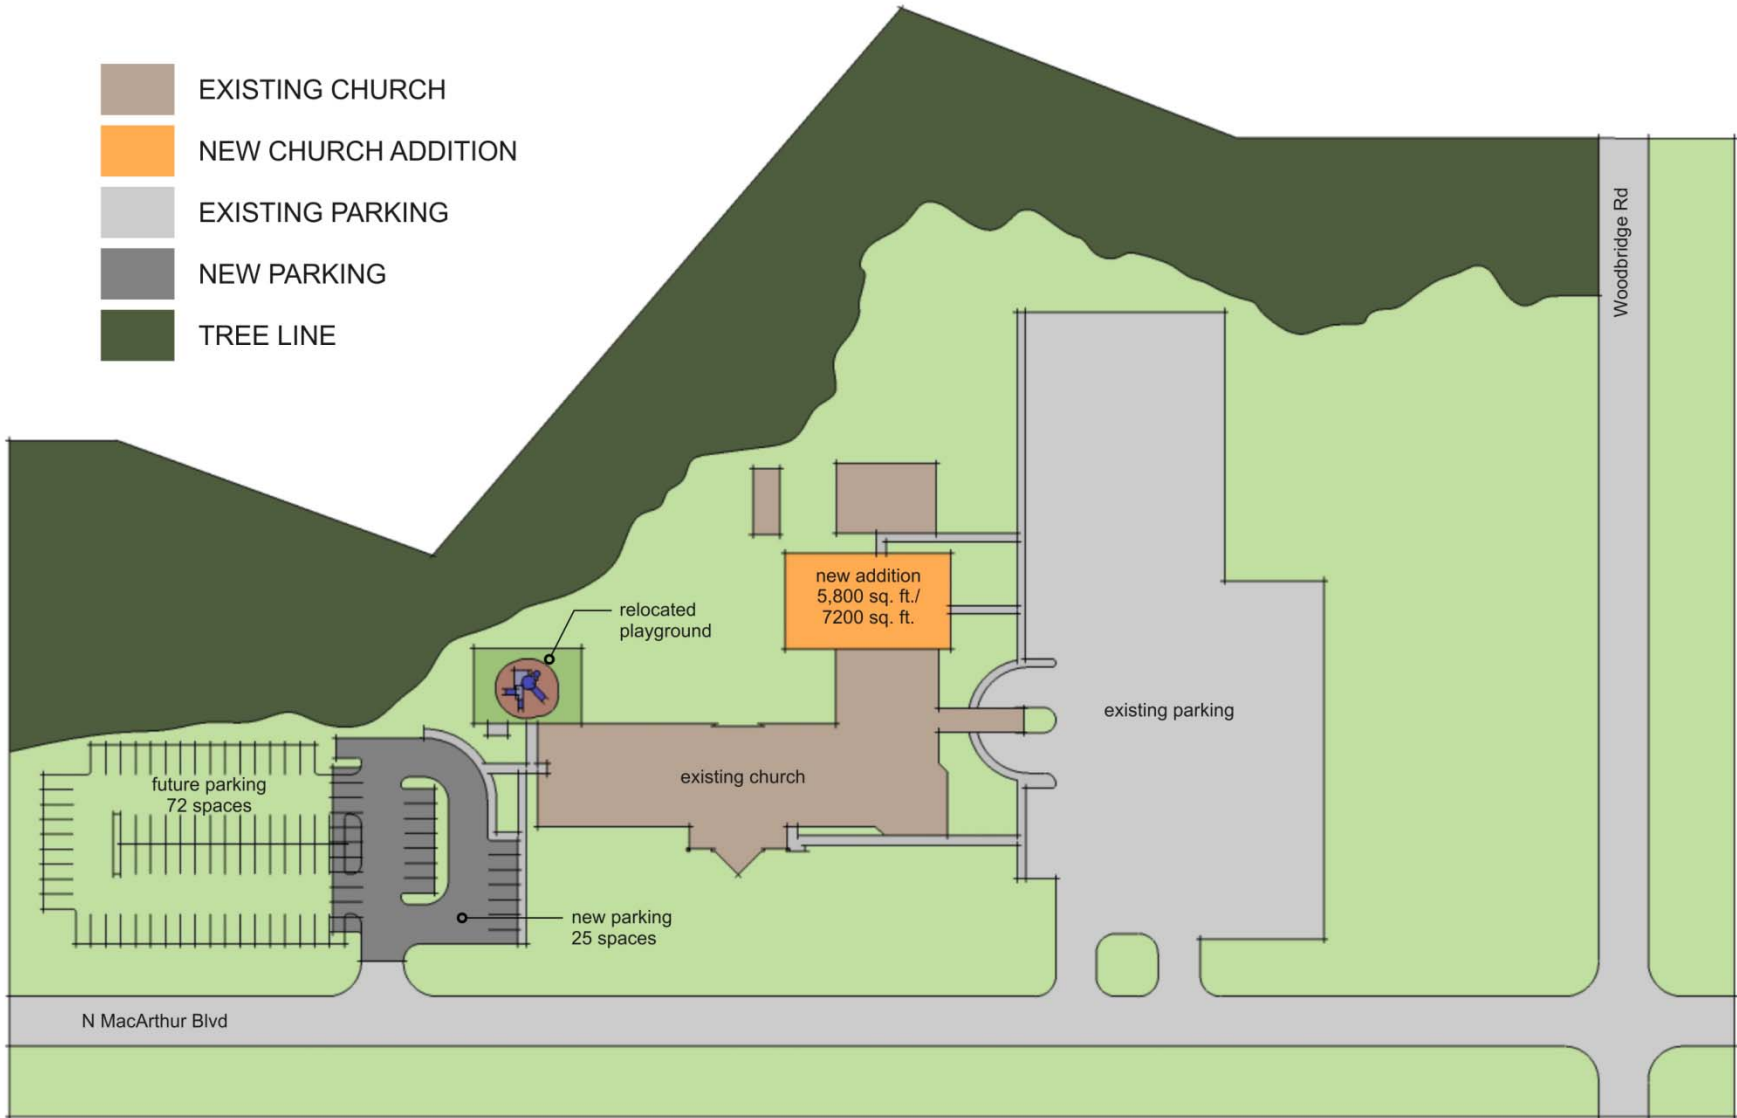 EXISTING CHURCH
NEW CHURCH ADDITION
EXISTING PARKING
NEW PARKING
TREE LINE
Woodbridge Rd
new addition
5,800 sq. ft./
7200 sq. ft.
relocated
playground
existing parking
existing church
future parking
72 spaces
new parking
25 spaces
N MacArthur Blvd